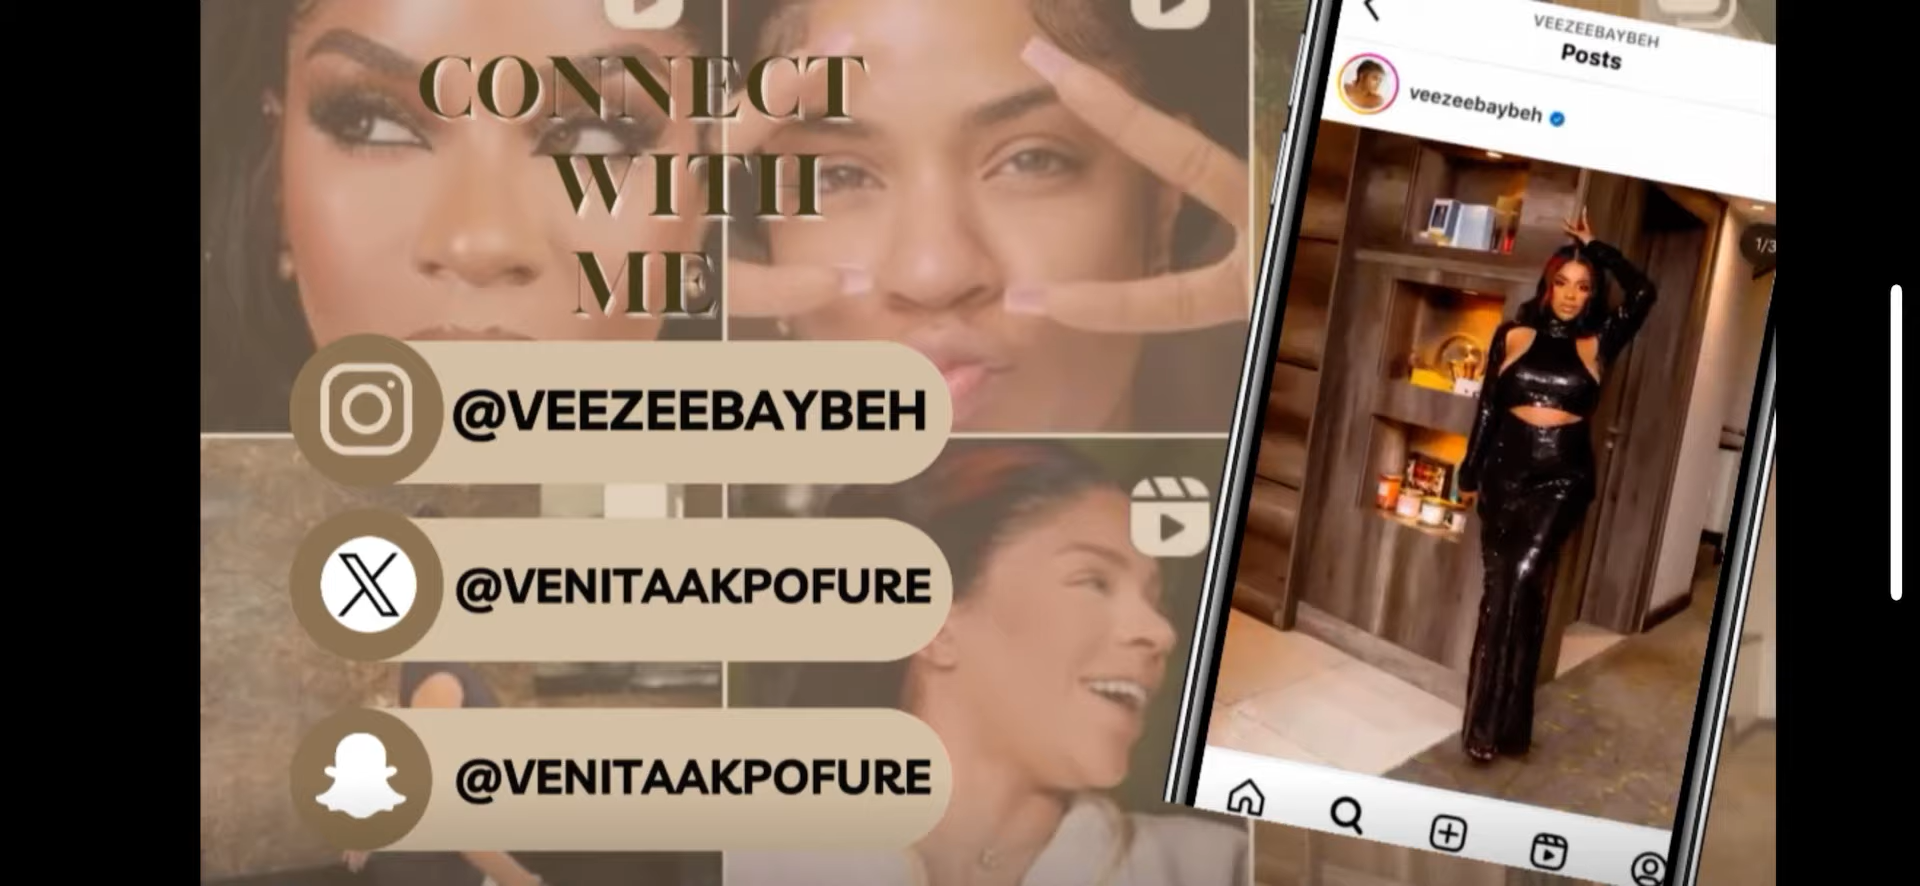 CONNECT
WITH
ME
@VEEZEEBAYBEH
@VENITAAKPOFURE
@VENITAAKPOFURE
VEEZEEBAYBEH
Posts
veezeebaybeh
1/3